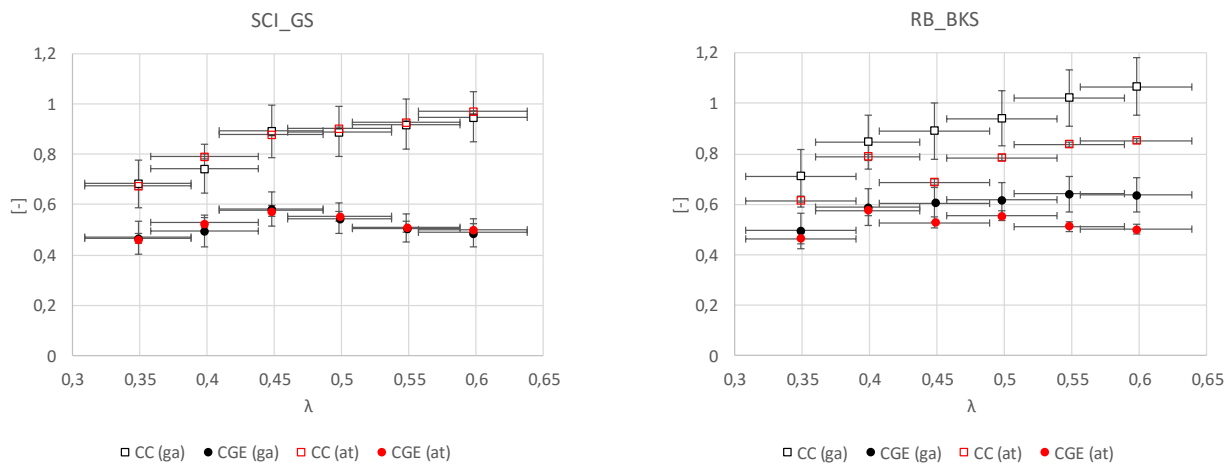 SCI_GS
1,2
1
0,8
0,6
0,4
0,2
0
[-]
0,3 0,35 0,4 0,45 0,5 0,55 0,6 0,65
λ
CC (ga) CGE (ga) CC (at) CGE (at)
RB_BKS
1,2
1
0,8
0,6
0,4
0,2
0
[-]
0,3 0,35 0,4 0,45 0,5 0,55 0,6 0,65
λ
CC (ga) CGE (ga) CC (at) CGE (at)